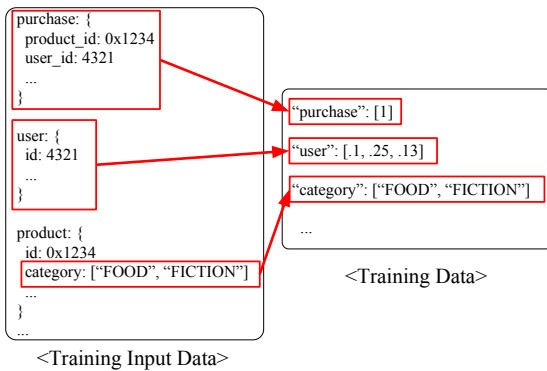 purchase: {
product_id: 0x1234
user_id: 4321
...
}
user: {
id: 4321
...
}
product: {
id: 0x1234
category: [“FOOD”, “FICTION”]
...
}
...
<Training Input Data>
“purchase”: [1]
“user”: [.1, .25, .13]
“category”: [“FOOD”, “FICTION”]
...
<Training Data>